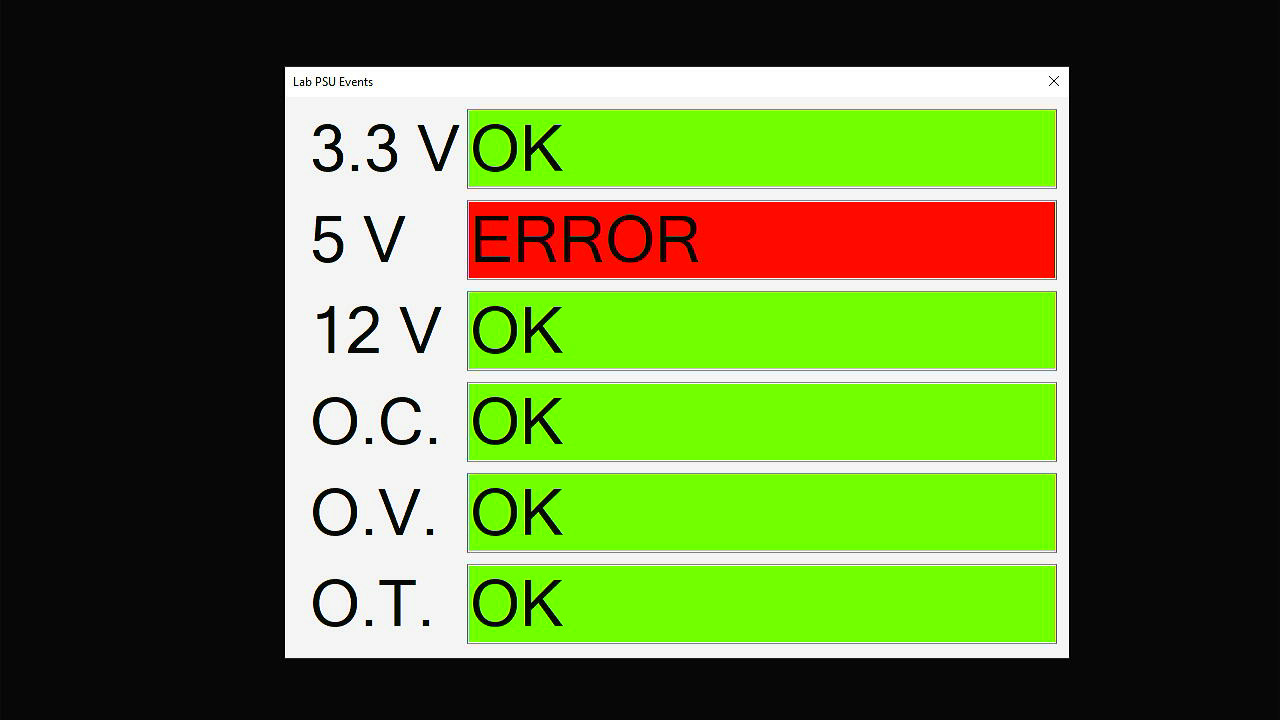 Lab PSU Events
3.3 V OK
5 V ERROR
12 V OK
O.C. OK
O.V. OK
O.T. OK